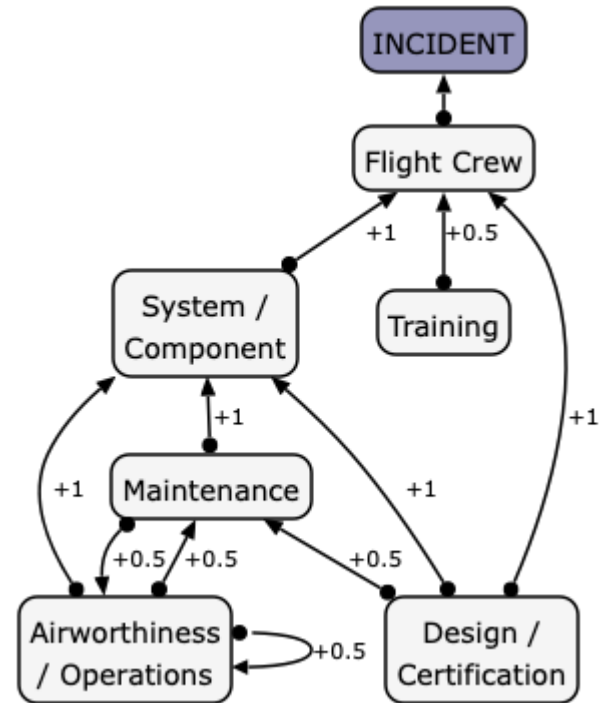 INCIDENT
Flight Crew
+1
+0.5
System /
Component
Training
+1
+1
+1
+1
Maintenance
+0.5
+0.5
+0.5
Airworthiness
/ Operations
+0.5
Design /
Certification